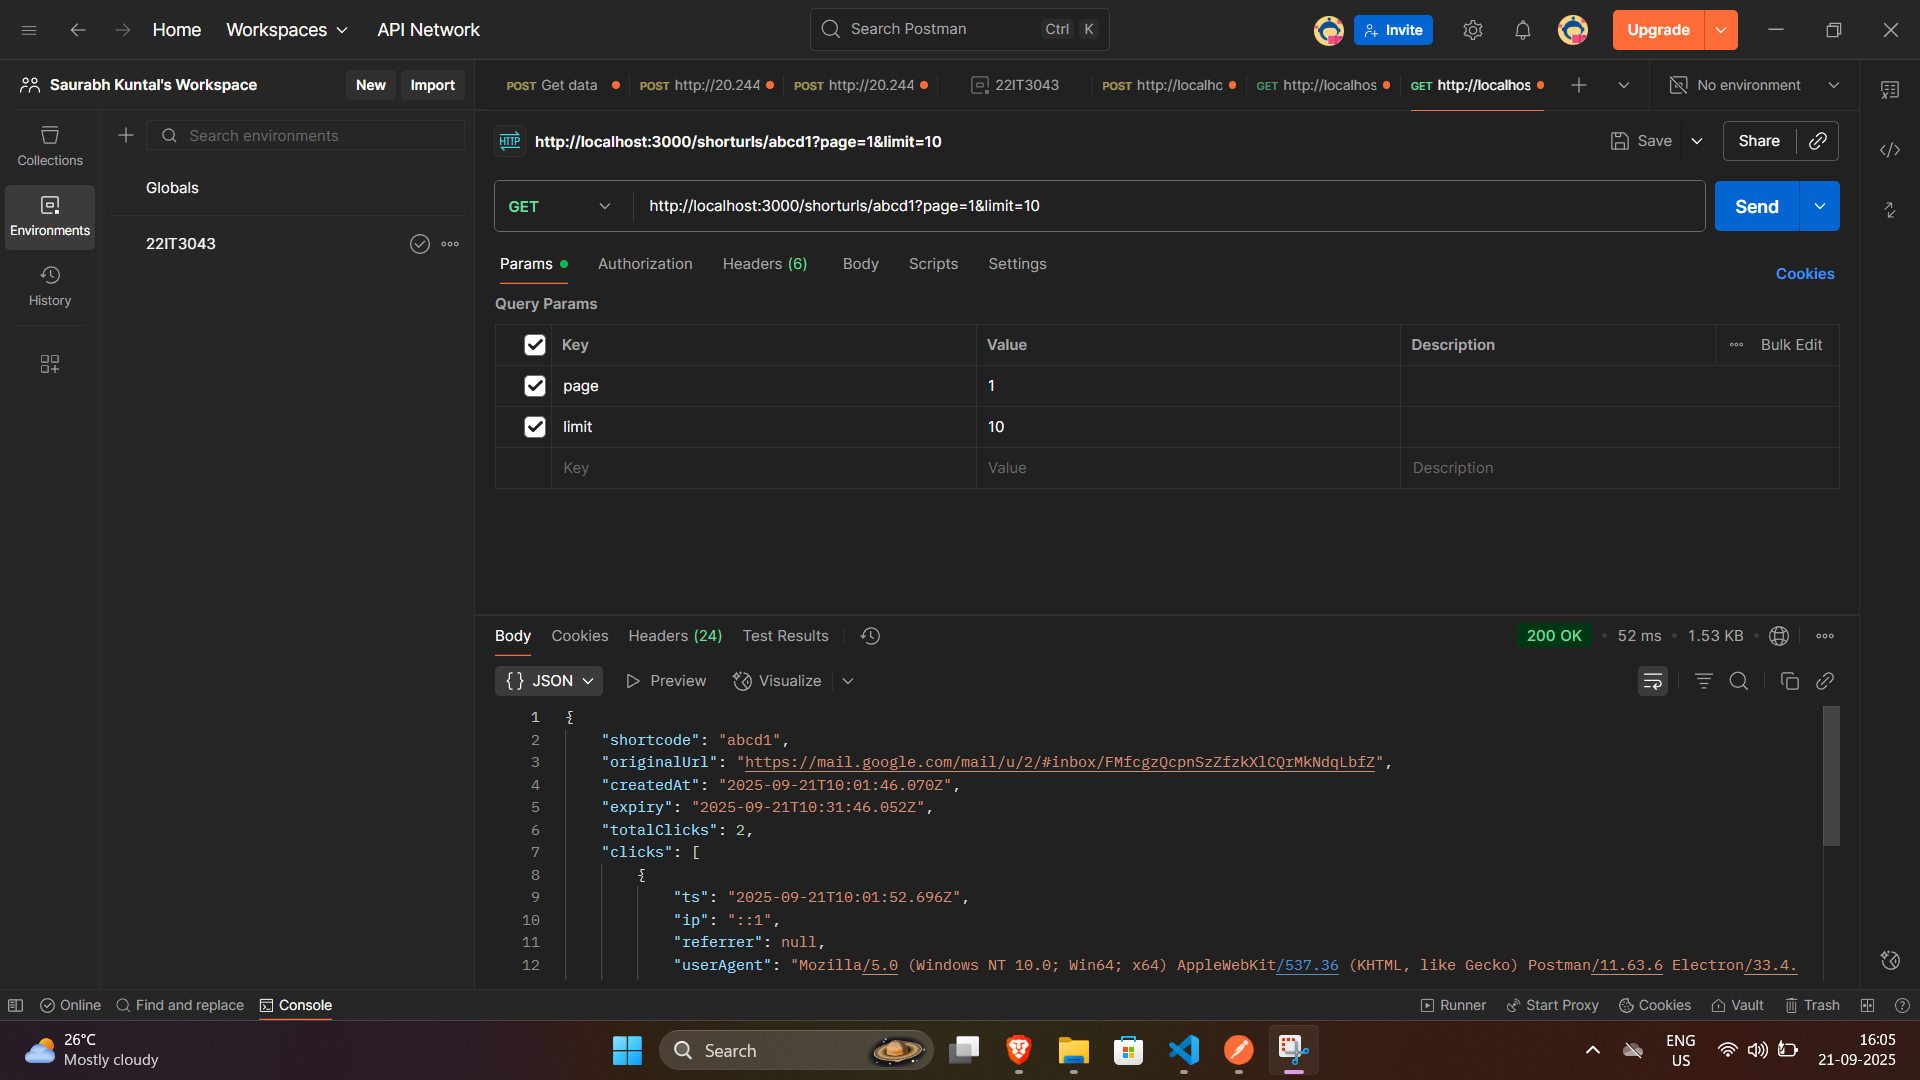 Home
Workspaces
API Network
Search Postman
Ctrl
K
Invite
Upgrade
Saurabh Kuntal's Workspace
New
Import
POST Get data
POST http://20.244
POST http://20.244
22IT3043
POST http://localhc
GET http://localhos
GET http://localhos
No environment
Collections
Environments
History
Search environments
Globals
22IT3043
HTTP
http://localhost:3000/shorturls/abcd1?page=1&limit=10
Save
Share
GET
http://localhost:3000/shorturls/abcd1?page=1&limit=10
Send
Params
Authorization
Headers (6)
Body
Scripts
Settings
Cookies
Query Params
Key
Value
Description
Bulk Edit
page
1
limit
10
Key
Value
Description
Body
Cookies
Headers (24)
Test Results
200 OK
52 ms
1.53 KB
{} JSON
Preview
Visualize
1 {
2 "shortcode": "abcd1",
3 "originalUrl": "https://mail.google.com/mail/u/2/#inbox/FMfcgzQcpnSzZfzkXlCQrMkNdqLbfZ",
4 "createdAt": "2025-09-21T10:01:46.070Z",
5 "expiry": "2025-09-21T10:31:46.052Z",
6 "totalClicks": 2,
7 "clicks": [
8 {
9 "ts": "2025-09-21T10:01:52.696Z",
10 "ip": "::1",
11 "referrer": null,
12 "userAgent": "Mozilla/5.0 (Windows NT 10.0; Win64; x64) AppleWebKit/537.36 (KHTML, like Gecko) Postman/11.63.6 Electron/33.4.
Online
Find and replace
Console
Runner
Start Proxy
Cookies
Vault
Trash
26°C
Mostly cloudy
Search
ENG
US
16:05
21-09-2025